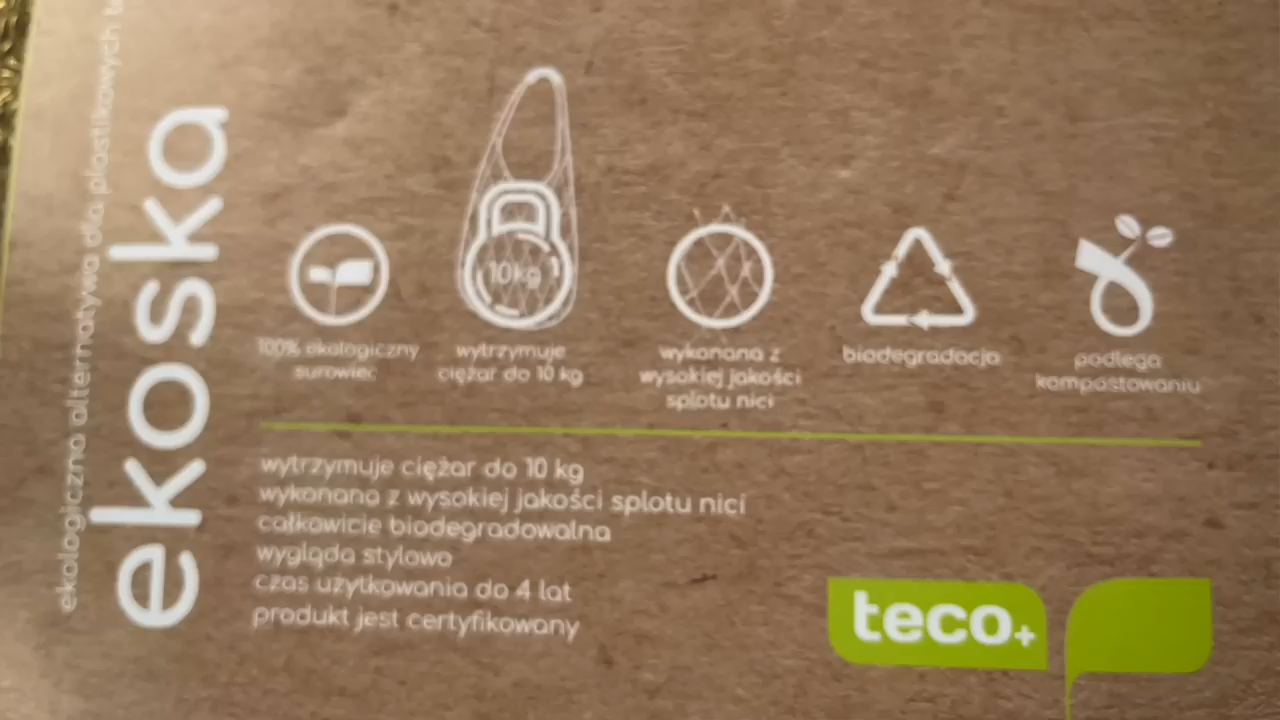 ekoska
ekologiczna alternatywa dla plastikowych
10kg
100% ekologiczny
surowiec
wytrzymuje
ciężar do 10 kg
wykonana z
wysokiej jakości
splotu nici
biodegradacja
podlega
kompostowaniu
wytrzymuje ciężar do 10 kg
wykonana z wysokiej jakości splotu nici
całkowicie biodegradowalna
wygląda stylowo
czas użytkowania do 4 lat
produkt jest certyfikowany
teco+